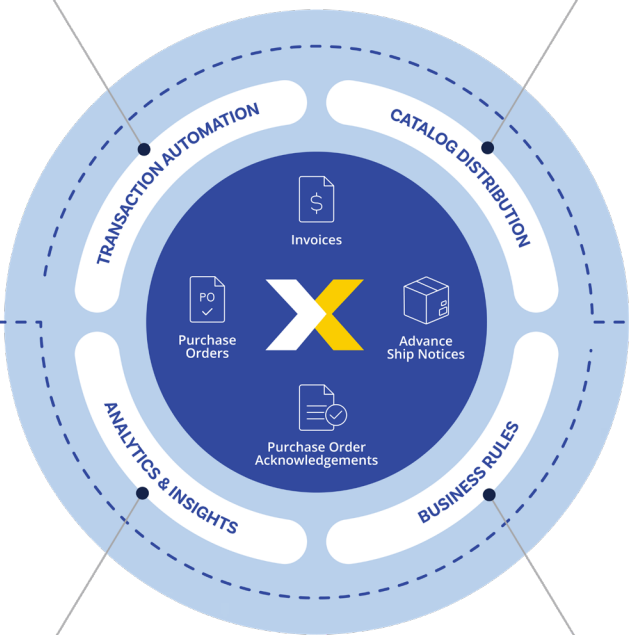 TRANSACTION AUTOMATION
CATALOG DISTRIBUTION
$
Invoices
PO
Purchase
Orders
Advance
Ship Notices
Purchase Order
Acknowledgements
ANALYTICS & INSIGHTS
BUSINESS RULES